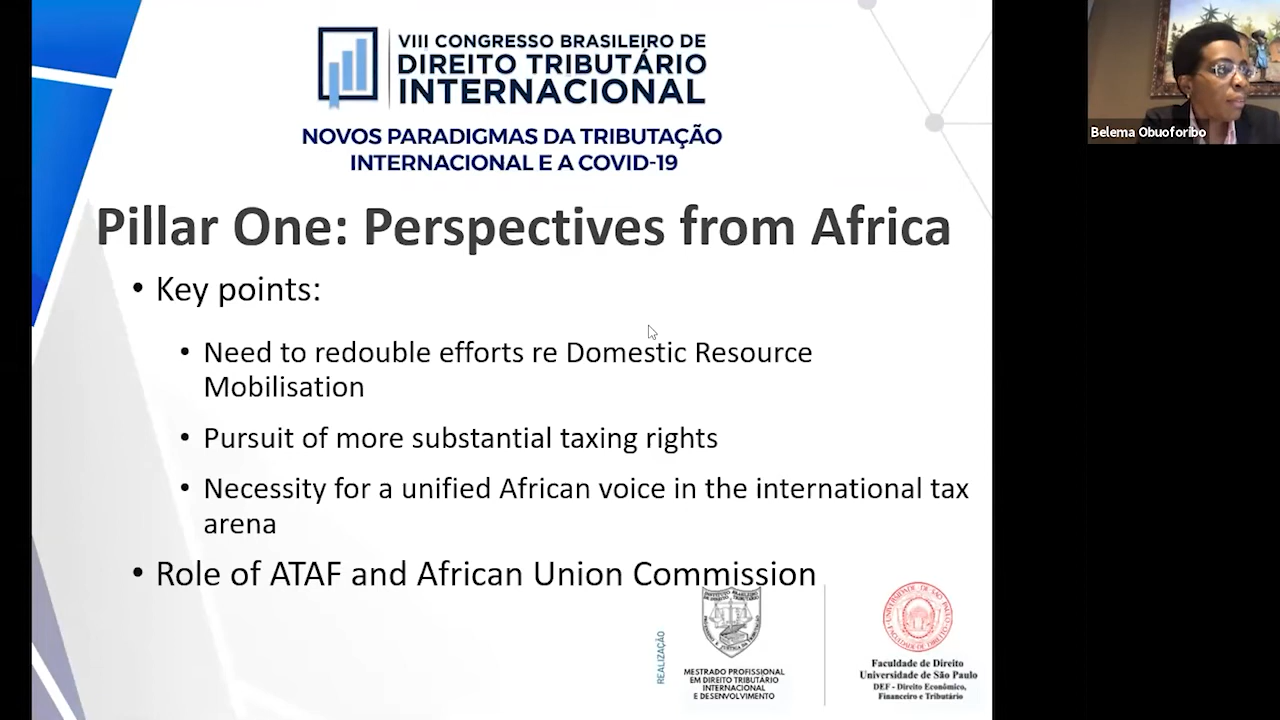 VIII CONGRESSO BRASILEIRO DE
DIREITO TRIBUTÁRIO
INTERNACIONAL
NOVOS PARADIGMAS DA TRIBUTAÇÃO
INTERNACIONAL E A COVID-19
Belema Obuoforibo
Pillar One: Perspectives from Africa
• Key points:
• Need to redouble efforts re Domestic Resource
Mobilisation
• Pursuit of more substantial taxing rights
• Necessity for a unified African voice in the international tax
arena
• Role of ATAF and African Union Commission
REALIZAÇÃO
MESTRADO PROFISSIONAL
EM DIREITO TRIBUTÁRIO
INTERNACIONAL
E DESENVOLVIMENTO
Faculdade de Direito
Universidade de São Paulo
DEF - Direito Econômico,
Financeiro e Tributário